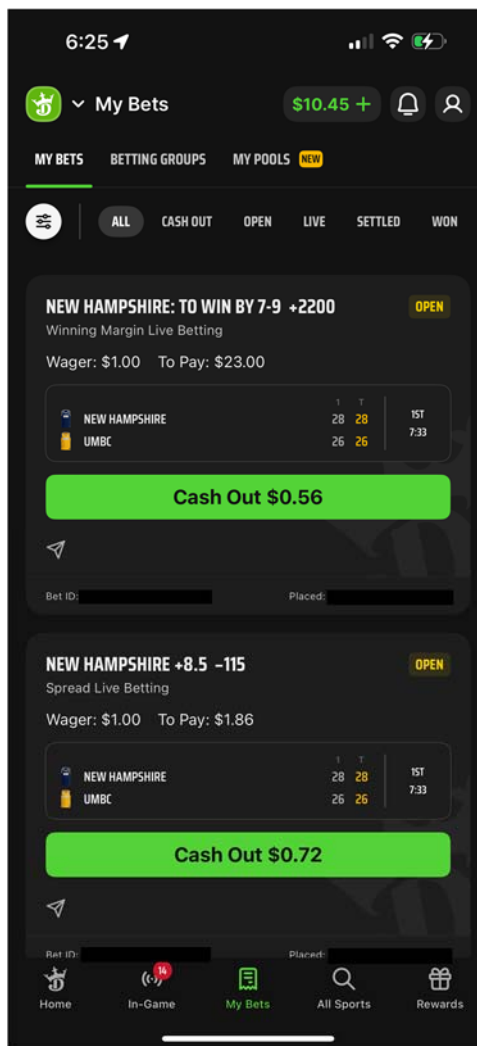 6:25
My Bets $10.45 +
MY BETS BETTING GROUPS MY POOLS NEW
ALL CASH OUT OPEN LIVE SETTLED WON
NEW HAMPSHIRE: TO WIN BY 7-9 +2200 OPEN
Winning Margin Live Betting
Wager: $1.00 To Pay: $23.00
1 T
NEW HAMPSHIRE 28 28 1ST
UMBC 26 26 7:33
Cash Out $0.56
Bet ID: Placed:
NEW HAMPSHIRE +8.5 −115 OPEN
Spread Live Betting
Wager: $1.00 To Pay: $1.86
1 T
NEW HAMPSHIRE 28 28 1ST
UMBC 26 26 7:33
Cash Out $0.72
Bet ID: Placed:
14
Home In-Game My Bets All Sports Rewards